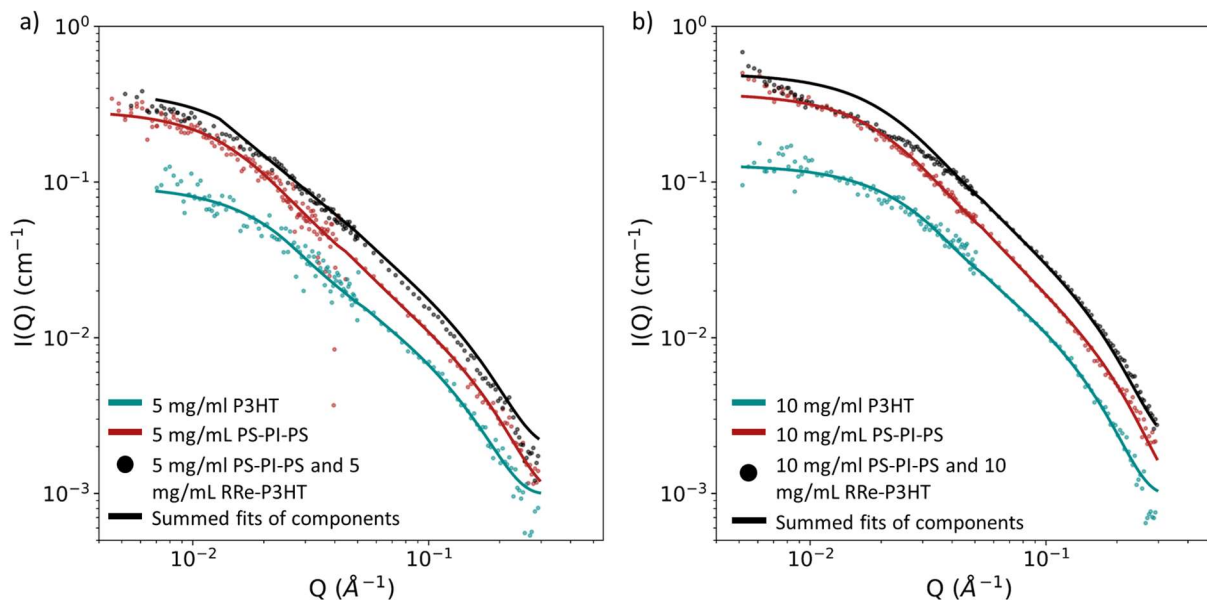 a)
10⁰
10⁻¹
10⁻²
10⁻³
I(Q) (cm⁻¹)
10⁻²
10⁻¹
Q (Å⁻¹)
5 mg/ml P3HT
5 mg/mL PS-PI-PS
5 mg/ml PS-PI-PS and 5
mg/mL RRe-P3HT
Summed fits of components
b)
10⁰
10⁻¹
10⁻²
10⁻³
I(Q) (cm⁻¹)
10⁻²
10⁻¹
Q (Å⁻¹)
10 mg/ml P3HT
10 mg/mL PS-PI-PS
10 mg/ml PS-PI-PS and 10
mg/mL RRe-P3HT
Summed fits of components